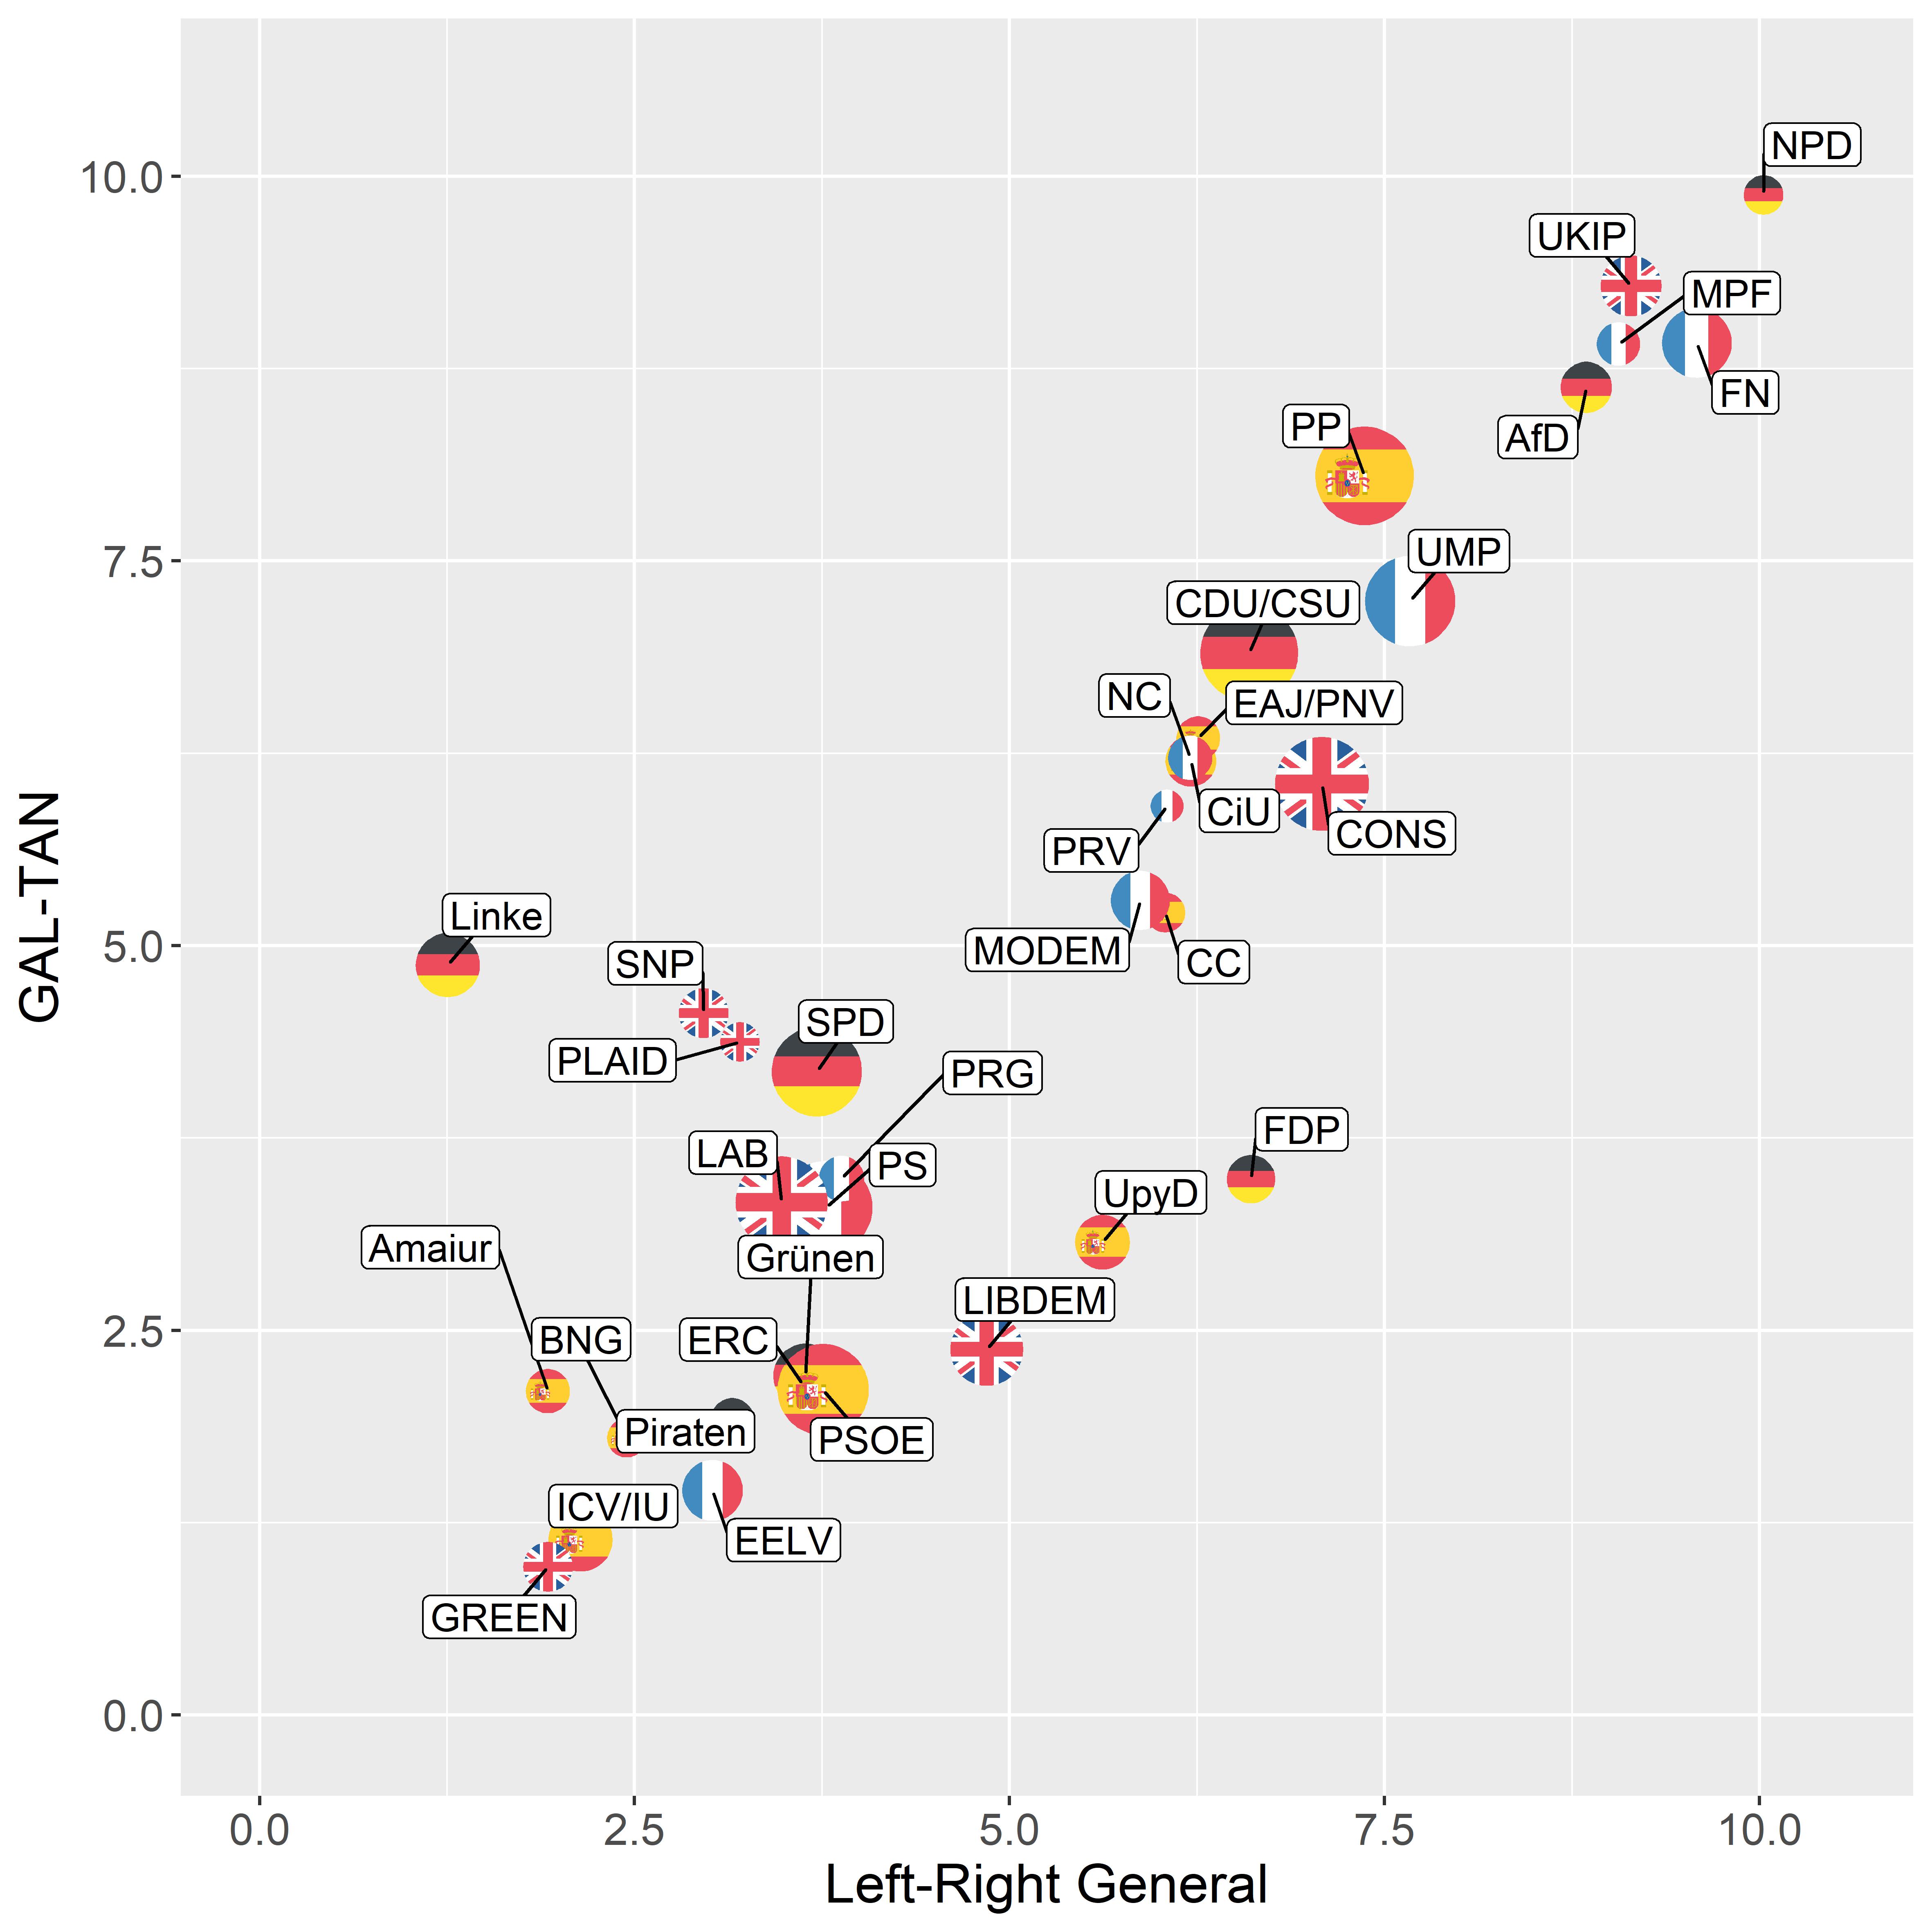 NPD
10.0
UKIP
MPF
FN
PP
AfD
UMP
7.5
CDU/CSU
NC
EAJ/PNV
CiU
CONS
PRV
GAL-TAN
Linke
5.0
SNP
MODEM
CC
SPD
PLAID
PRG
FDP
LAB
PS
UpyD
Amaiur
Grünen
LIBDEM
2.5
BNG
ERC
Piraten
PSOE
ICV/IU
EELV
GREEN
0.0
0.0
2.5
5.0
7.5
10.0
Left-Right General